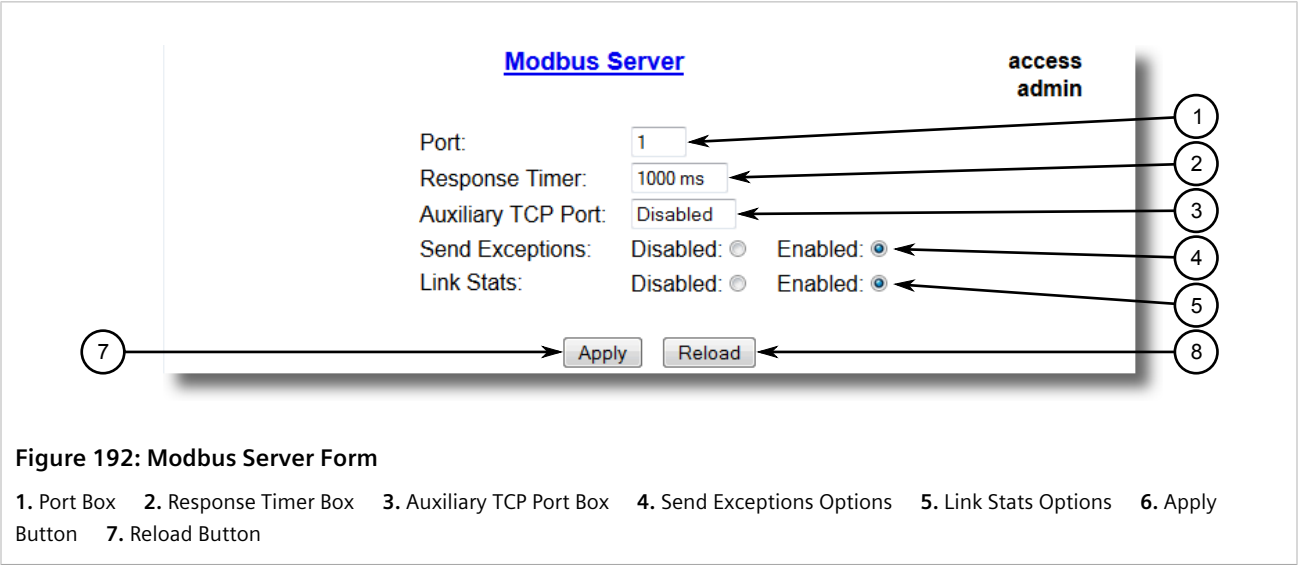 Modbus Server
access
admin
1
Port: 1
2
Response Timer: 1000 ms
3
Auxiliary TCP Port: Disabled
Send Exceptions: Disabled: Enabled:
4
Link Stats: Disabled: Enabled:
5
7
Apply Reload
8
Figure 192: Modbus Server Form
1. Port Box 2. Response Timer Box 3. Auxiliary TCP Port Box 4. Send Exceptions Options 5. Link Stats Options 6. Apply
Button 7. Reload Button